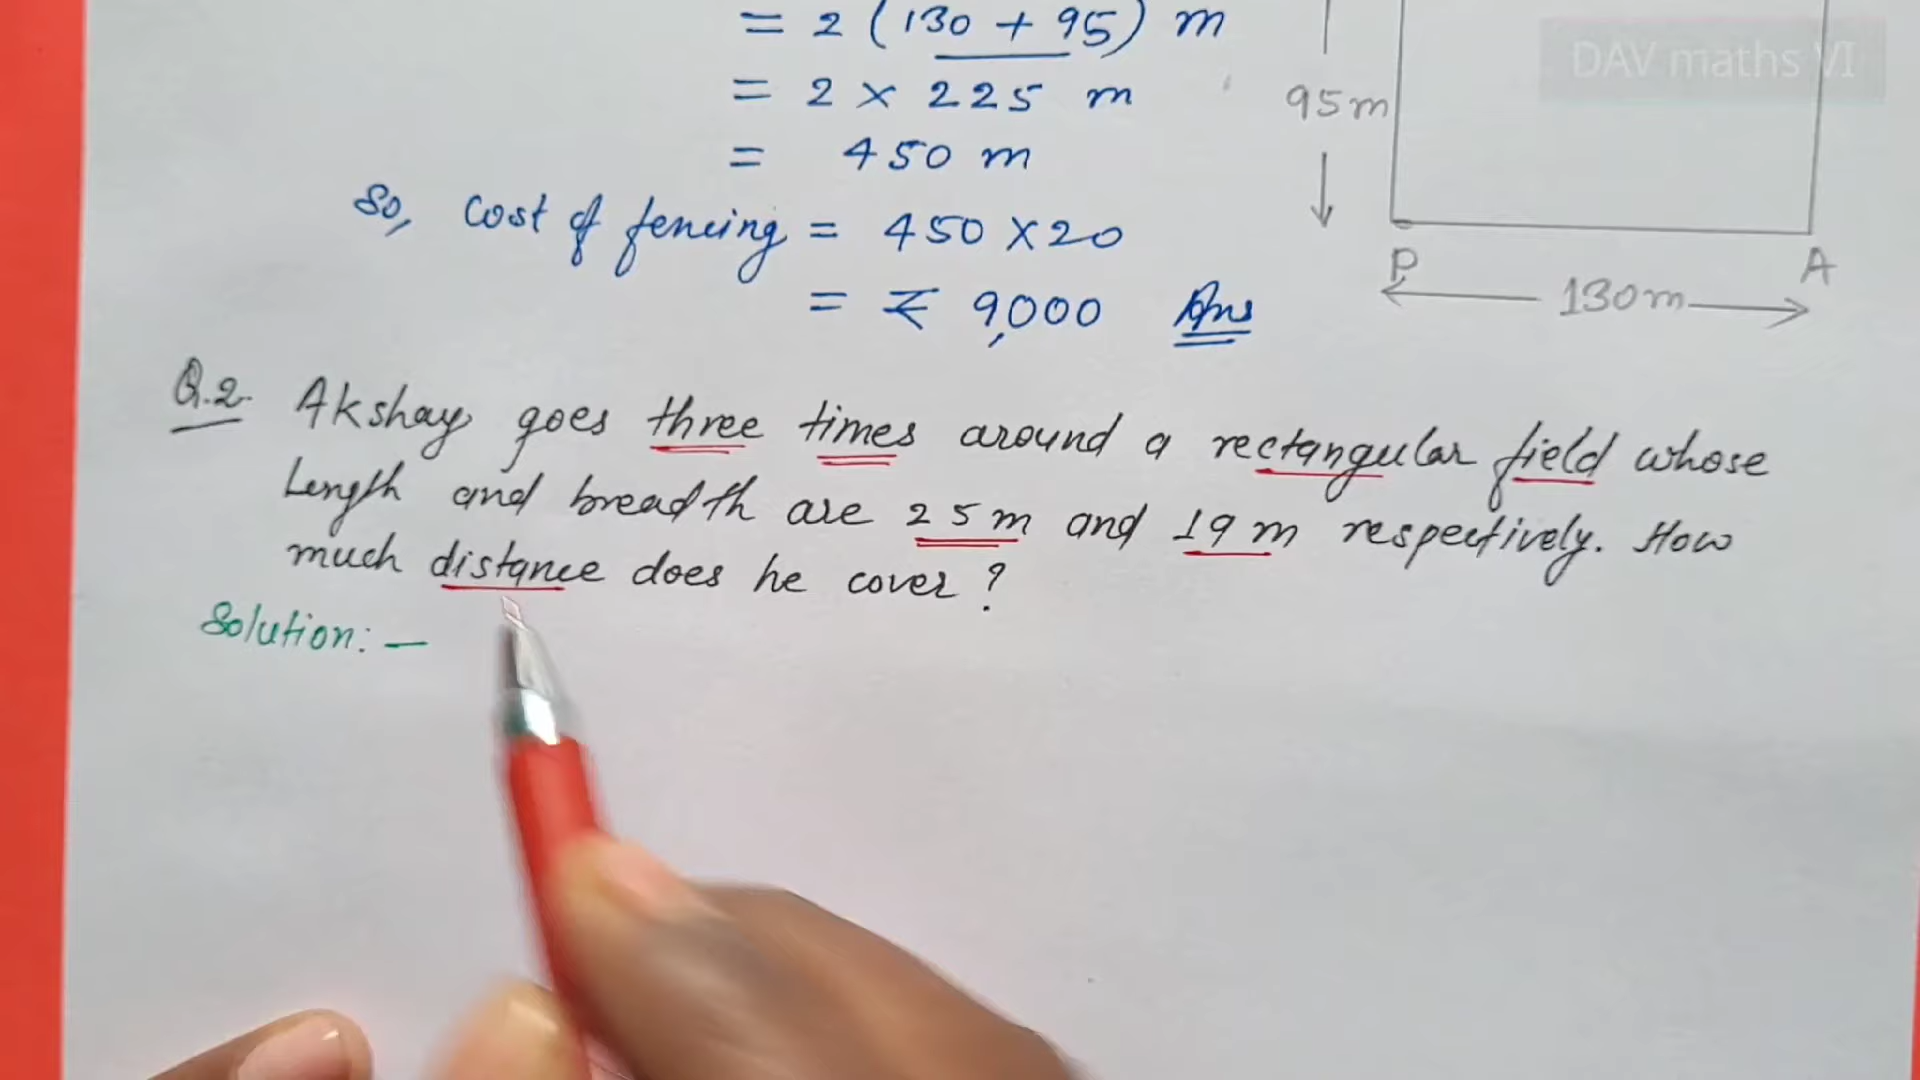 = 2 (130 + 95) m
= 2 x 225 m
= 450 m
So, Cost of fencing = 450 x 20
= ₹ 9,000 Ans
DAV maths VI
95m
P A
130m
Q.2. Akshay goes three times around a rectangular field whose
Length and breadth are 25m and 19m respectively. How
much distance does he cover?
Solution:-